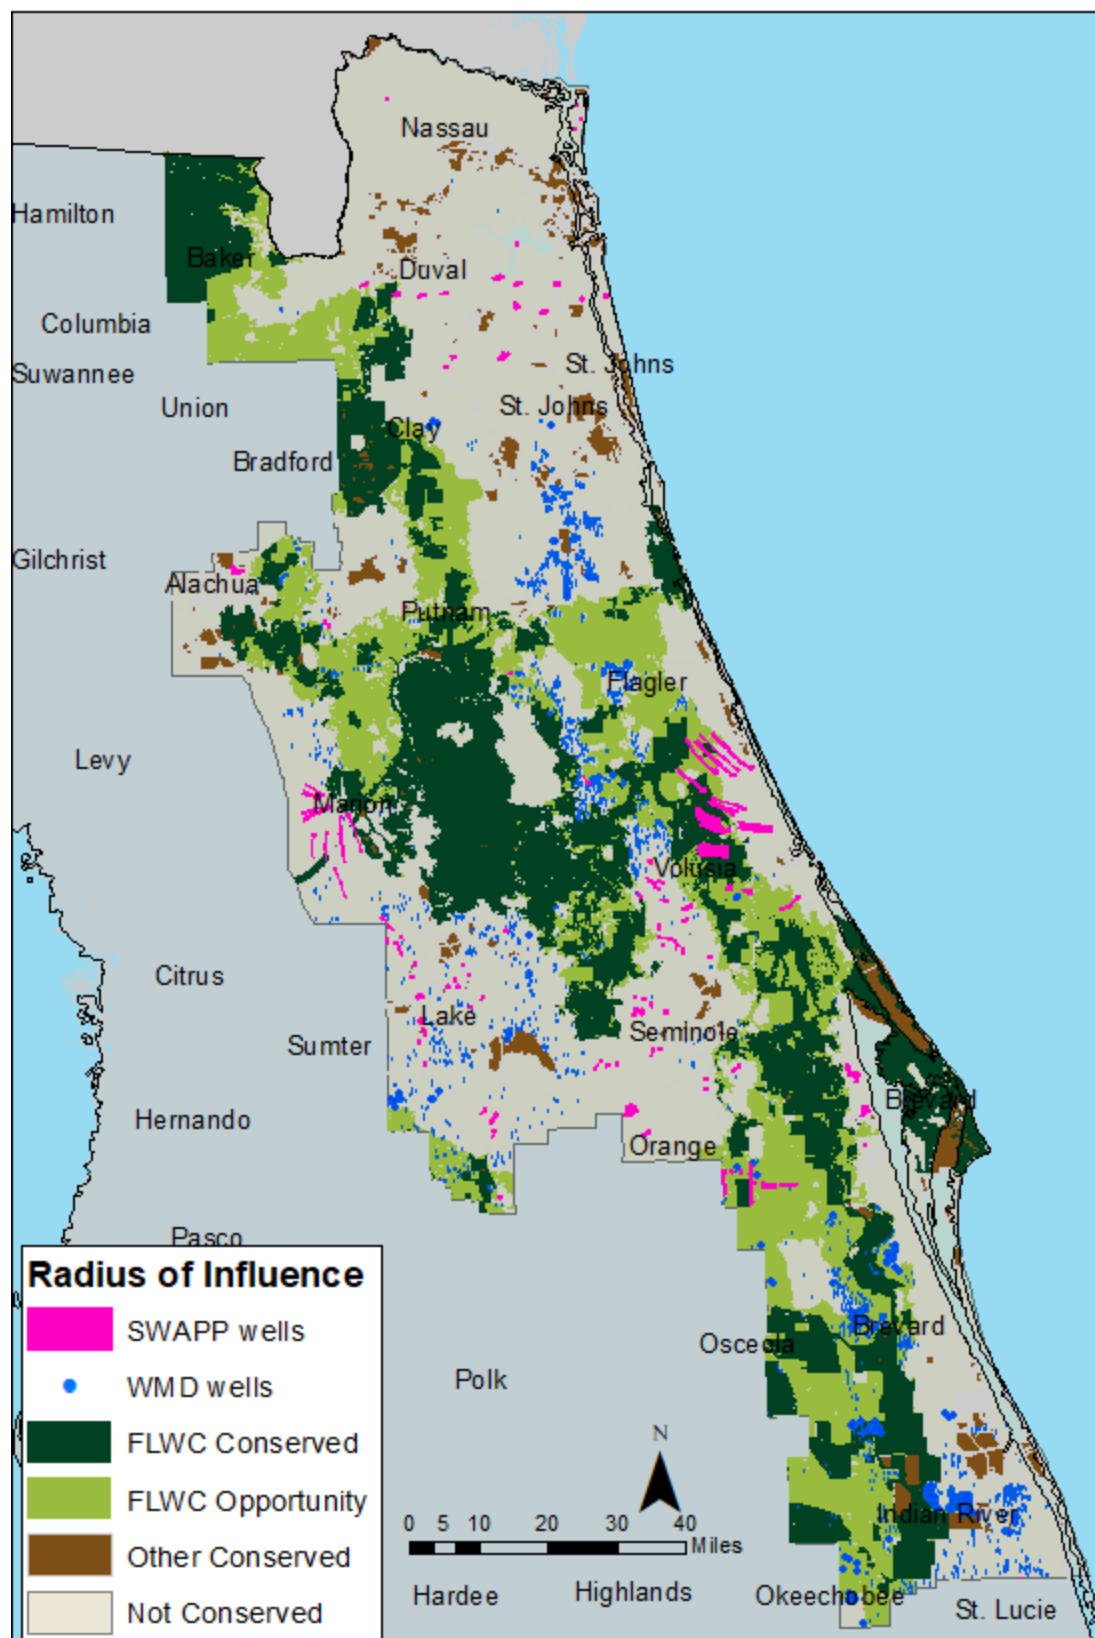 Nassau
Hamilton
Baker
Duval
Columbia
St. Johns
Suwannee
Union
St. Johns
Clay
Bradford
Gilchrist
Alachua
Putnam
Flagler
Levy
Marion
Volusia
Citrus
Lake
Seminole
Sumter
Brevard
Hernando
Orange
Pasco
Radius of Influence
SWAPP wells
WMD wells
FLWC Conserved
FLWC Opportunity
Other Conserved
Not Conserved
Brevard
Osceola
Polk
N
0 5 10 20 30 40
Miles
Indian River
Hardee
Highlands
Okeechobee
St. Lucie